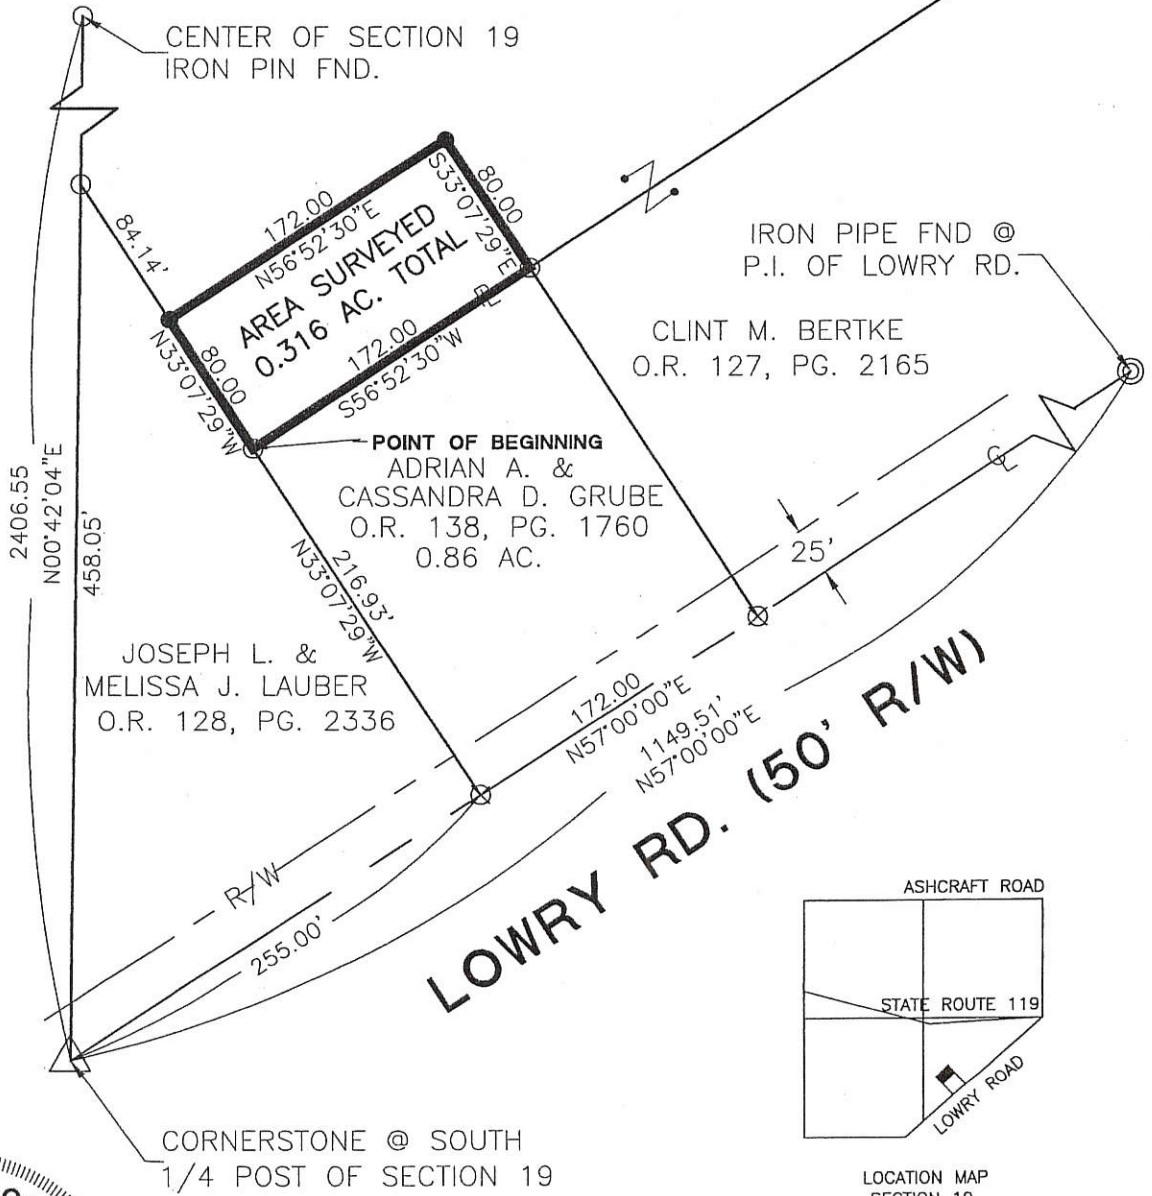 CENTER OF SECTION 19
IRON PIN FND.
84.14'
172.00
N56°52'30"E
80.00
S33°07'29"E
AREA SURVEYED
0.316 AC. TOTAL
80.00
N33°07'29"W
172.00
S56°52'30"W
IRON PIPE FND @
P.I. OF LOWRY RD.
CLINT M. BERTKE
O.R. 127, PG. 2165
POINT OF BEGINNING
ADRIAN A. &
CASSANDRA D. GRUBE
O.R. 138, PG. 1760
0.86 AC.
2406.55
N00°42'04"E
458.05'
216.93'
N33°07'29"W
25'
JOSEPH L. &
MELISSA J. LAUBER
O.R. 128, PG. 2336
172.00
N57°00'00"E
1149.51'
N57°00'00"E
R/W
255.00'
LOWRY RD. (50' R/W)
CORNERSTONE @ SOUTH
1/4 POST OF SECTION 19
ASHCRAFT ROAD
STATE ROUTE 119
LOWRY ROAD
LOCATION MAP
SECTION 19